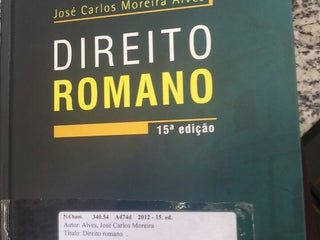 José Carlos Moreira Alves
DIREITO
ROMANO
15ª edição
N.Cham. 340.54 A474d 2012 - 15. ed.
Autor: Alves, José Carlos Moreira
Título: Direito romano .